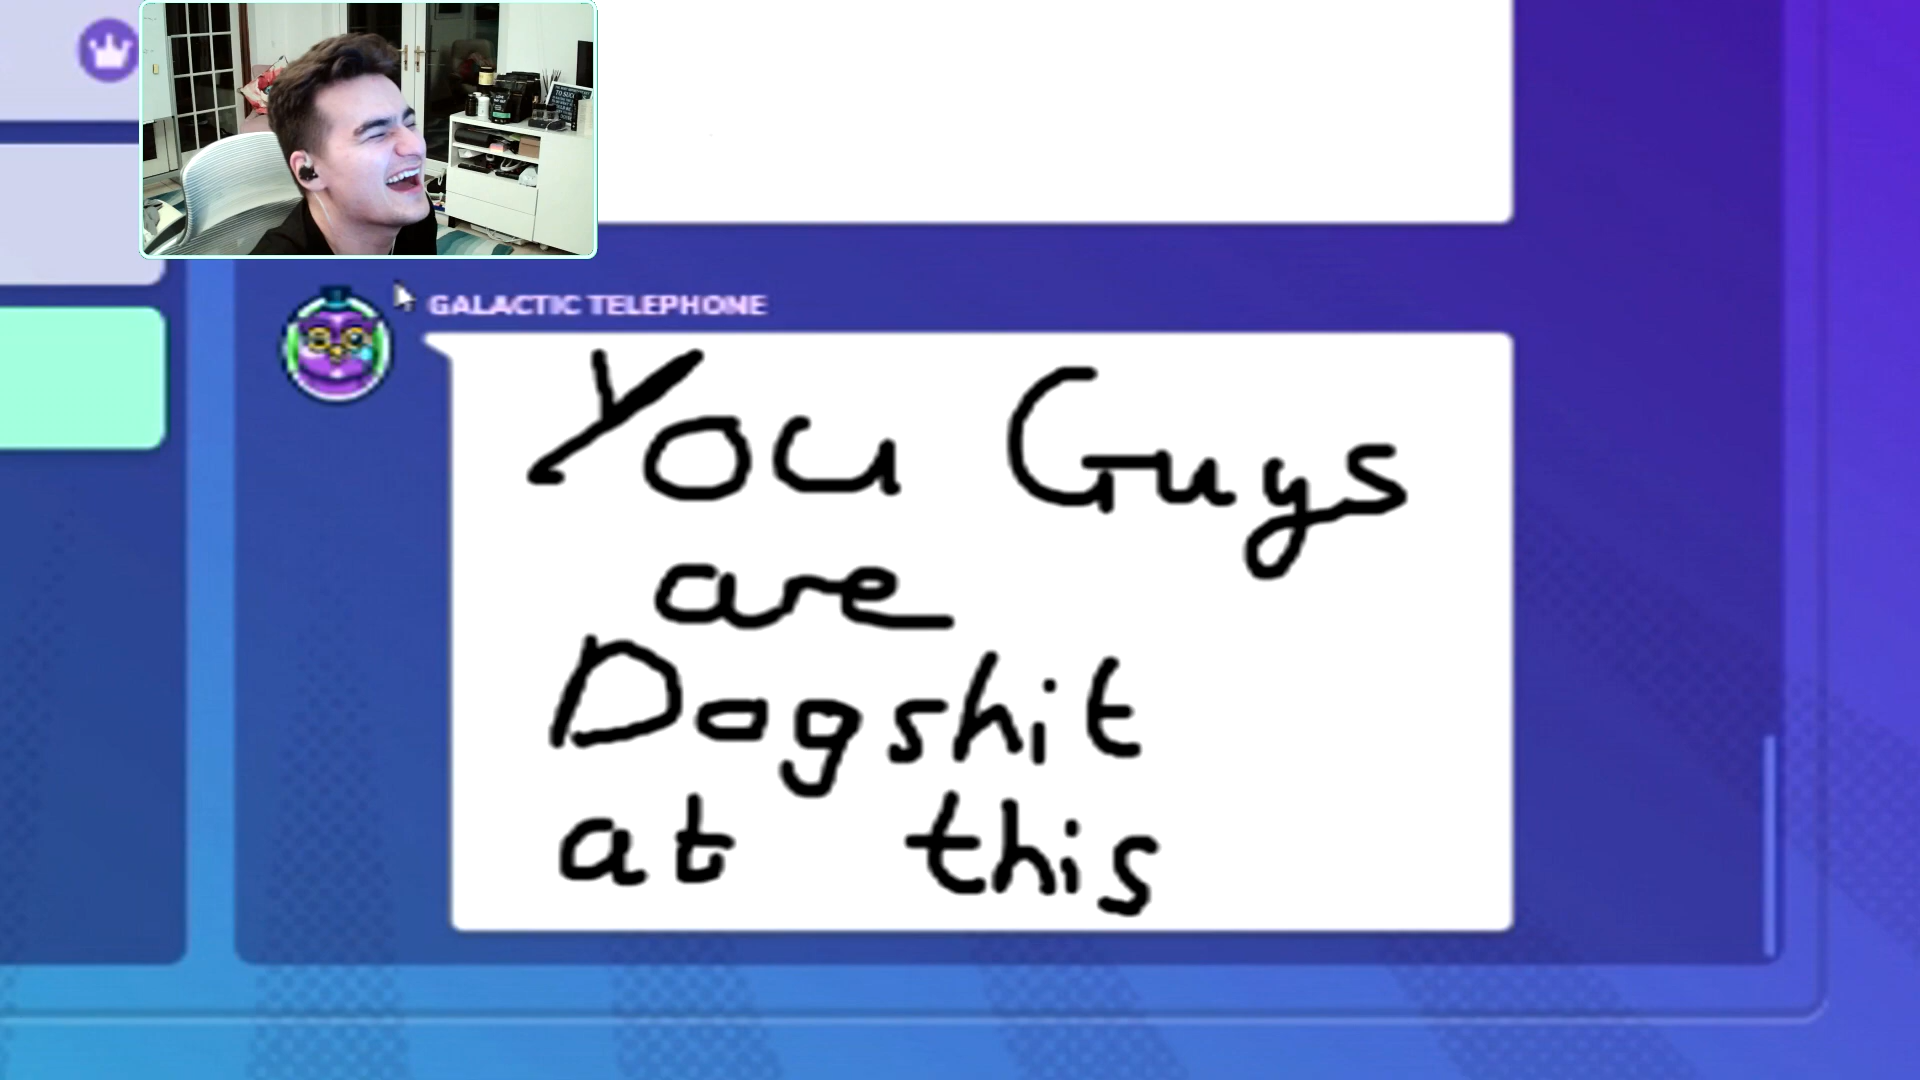 GALACTIC TELEPHONE
You Guys
are
Dogshit
at this